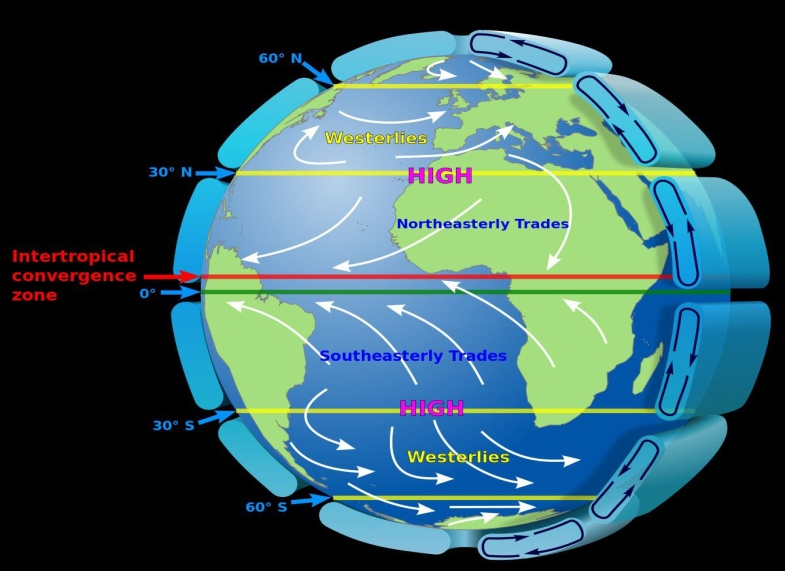 60° N
Westerlies
30° N
HIGH
Northeasterly Trades
Intertropical
convergence
zone
0°
Southeasterly Trades
HIGH
30° S
Westerlies
60° S